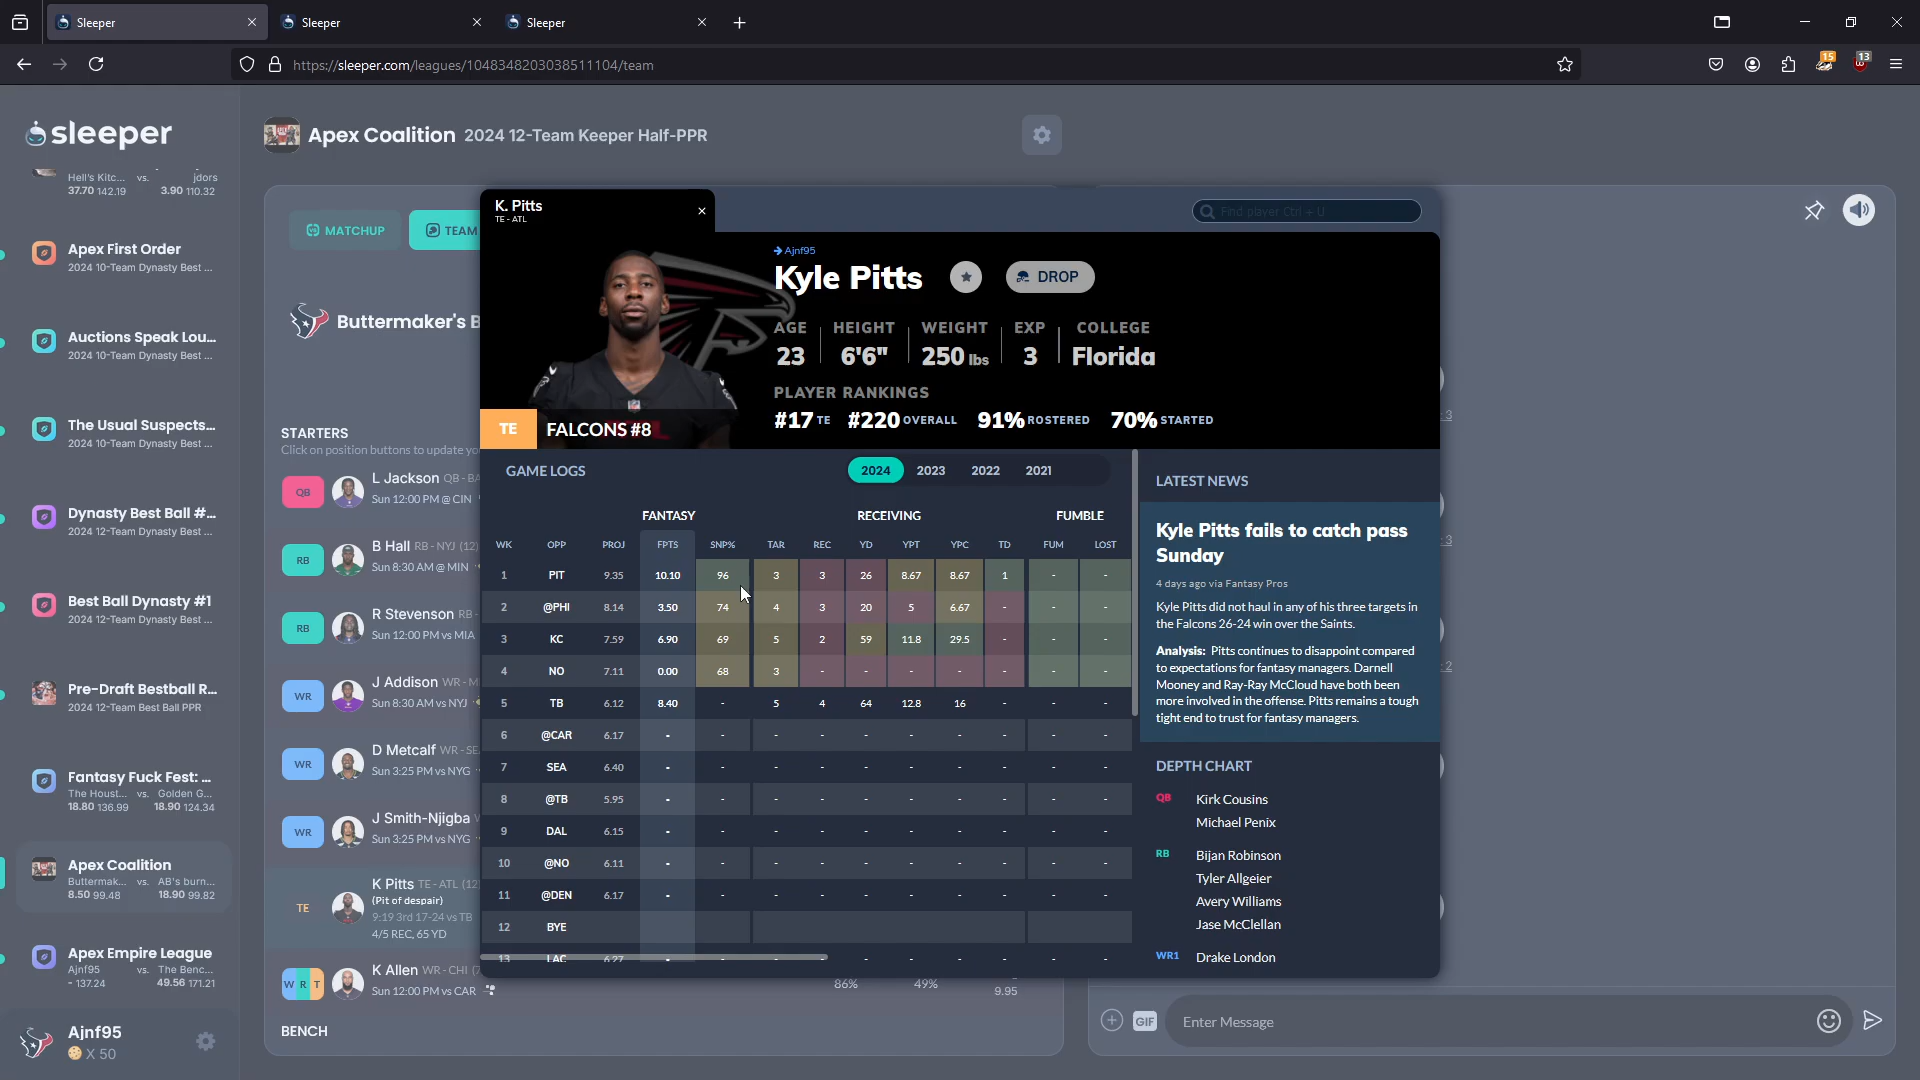 Sleeper
Sleeper
Sleeper
https://sleeper.com/leagues/1048348203038511104/team
15
13
sleeper
Hell's Kitc... vs. jdors
37.70 142.19 3.90 110.32
Apex First Order
2024 10-Team Dynasty Best ...
Auctions Speak Lou...
2024 10-Team Dynasty Best ...
The Usual Suspects...
2024 10-Team Dynasty Best ...
Dynasty Best Ball #...
2024 12-Team Dynasty Best ...
Best Ball Dynasty #1
2024 12-Team Dynasty Best ...
Pre-Draft Bestball R...
2024 12-Team Best Ball PPR
Fantasy Fuck Fest: ...
The Houst... vs. Golden G...
18.80 136.99 18.90 124.34
Apex Coalition
Buttermak... vs. AB's burn...
8.50 99.48 18.90 99.82
Apex Empire League
Ajnf95 vs. The Benc...
- 137.24 49.56 171.21
Ajnf95
X 50
Apex Coalition 2024 12-Team Keeper Half-PPR
MATCHUP
TEAM
Buttermaker's B
STARTERS
Click on position buttons to update yo
QB L Jackson QB - BA
Sun 12:00 PM @ CIN
RB B Hall RB - NYJ (12)
Sun 8:30 AM @ MIN
RB R Stevenson RB -
Sun 12:00 PM vs MIA
WR J Addison WR - M
Sun 8:30 AM vs NYJ
WR D Metcalf WR - SE
Sun 3:25 PM vs NYG
WR J Smith-Njigba
Sun 3:25 PM vs NYG
TE K Pitts TE - ATL (12)
(Pit of despair)
9:19 3rd 17-24 vs TB
4/5 REC, 65 YD
W R T K Allen WR - CHI (7
Sun 12:00 PM vs CAR
86% 49% 9.95
BENCH
K. Pitts
TE - ATL
Find player Ctrl + U
Ajnf95
Kyle Pitts DROP
AGE HEIGHT WEIGHT EXP COLLEGE
23 6'6" 250 lbs 3 Florida
PLAYER RANKINGS
#17 TE #220 OVERALL 91% ROSTERED 70% STARTED
TE FALCONS #8
GAME LOGS 2024 2023 2022 2021
FANTASY RECEIVING FUMBLE
WK OPP PROJ FPTS SNP% TAR REC YD YPT YPC TD FUM LOST
1 PIT 9.35 10.10 96 3 3 26 8.67 8.67 1 - -
2 @PHI 8.14 3.50 74 4 3 20 5 6.67 - - -
3 KC 7.59 6.90 69 5 2 59 11.8 29.5 - - -
4 NO 7.11 0.00 68 3 - - - - - - -
5 TB 6.12 8.40 - 5 4 64 12.8 16 - - -
6 @CAR 6.17 - - - - - - - - - -
7 SEA 6.40 - - - - - - - - - -
8 @TB 5.95 - - - - - - - - - -
9 DAL 6.15 - - - - - - - - - -
10 @NO 6.11 - - - - - - - - - -
11 @DEN 6.17 - - - - - - - - - -
12 BYE
13 LAC 6.27 - - - - - - - - - -
LATEST NEWS
Kyle Pitts fails to catch pass
Sunday
4 days ago via Fantasy Pros
Kyle Pitts did not haul in any of his three targets in
the Falcons 26-24 win over the Saints.
Analysis: Pitts continues to disappoint compared
to expectations for fantasy managers. Darnell
Mooney and Ray-Ray McCloud have both been
more involved in the offense. Pitts remains a tough
tight end to trust for fantasy managers.
DEPTH CHART
QB Kirk Cousins
Michael Penix
RB Bijan Robinson
Tyler Allgeier
Avery Williams
Jase McClellan
WR1 Drake London
: 3
: 3
: 2
GIF Enter Message